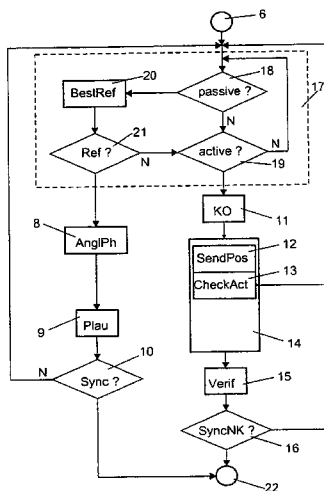 6
20
18
17
BestRef
passive ?
21
N
Ref ?
N
active ?
N
19
8
KO
11
AnglPh
12
SendPos
13
CheckAct
9
Plau
14
10
Verif
15
N
Sync ?
SyncNK ?
16
22